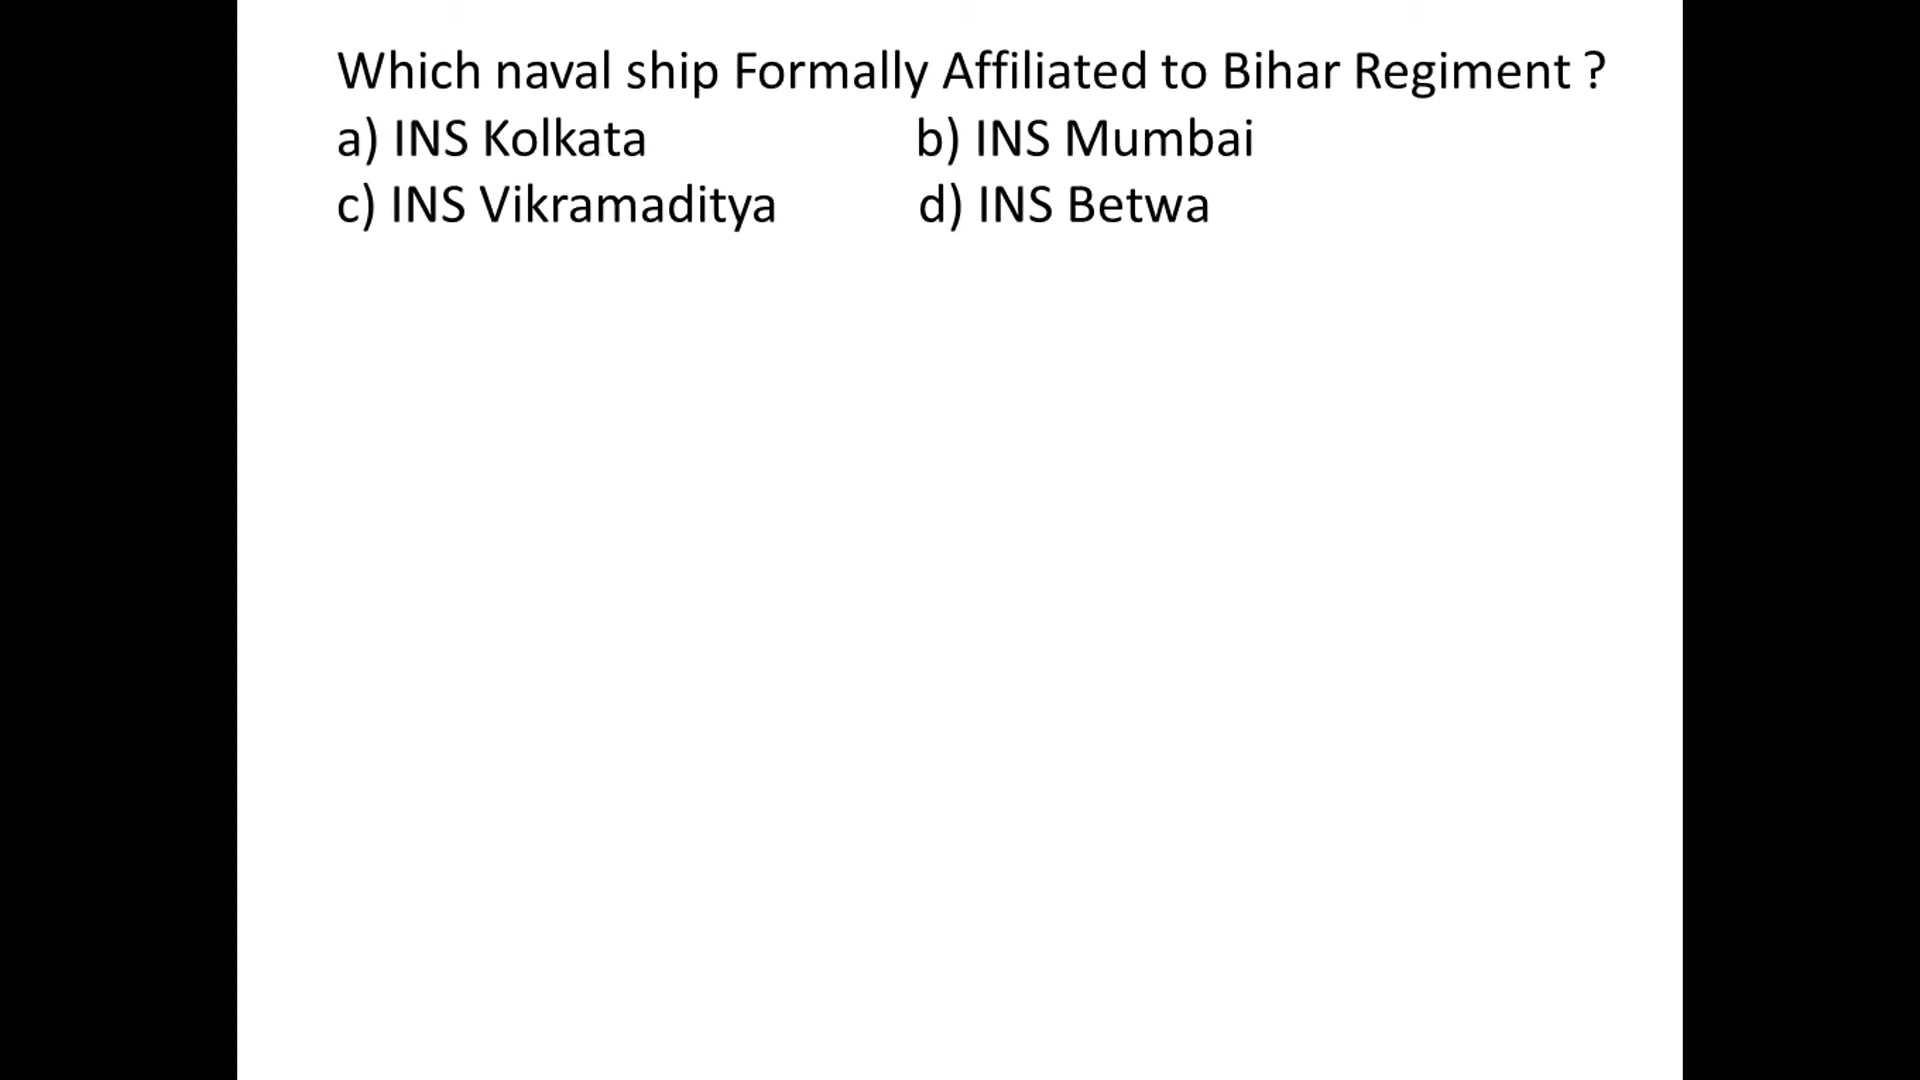 Which naval ship Formally Affiliated to Bihar Regiment ?
a) INS Kolkata b) INS Mumbai
c) INS Vikramaditya d) INS Betwa